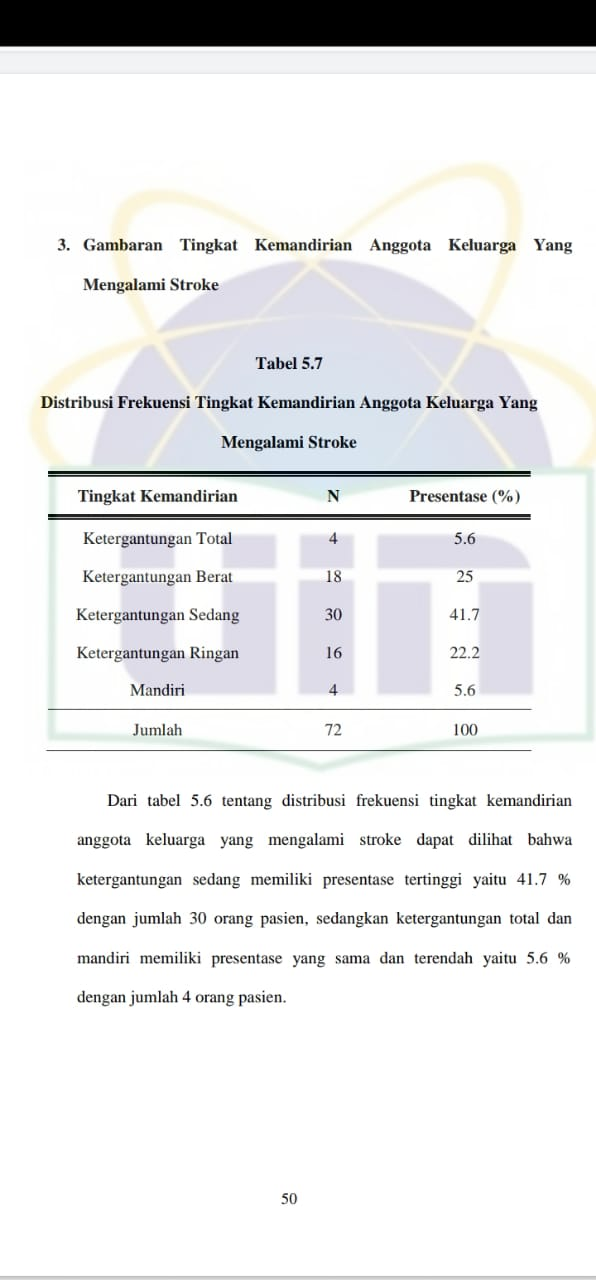 3. Gambaran Tingkat Kemandirian Anggota Keluarga Yang
Mengalami Stroke
Tabel 5.7
Distribusi Frekuensi Tingkat Kemandirian Anggota Keluarga Yang
Mengalami Stroke
Tingkat Kemandirian N Presentase (%)
Ketergantungan Total 4 5.6
Ketergantungan Berat 18 25
Ketergantungan Sedang 30 41.7
Ketergantungan Ringan 16 22.2
Mandiri 4 5.6
Jumlah 72 100
Dari tabel 5.6 tentang distribusi frekuensi tingkat kemandirian
anggota keluarga yang mengalami stroke dapat dilihat bahwa
ketergantungan sedang memiliki presentase tertinggi yaitu 41.7 %
dengan jumlah 30 orang pasien, sedangkan ketergantungan total dan
mandiri memiliki presentase yang sama dan terendah yaitu 5.6 %
dengan jumlah 4 orang pasien.
50